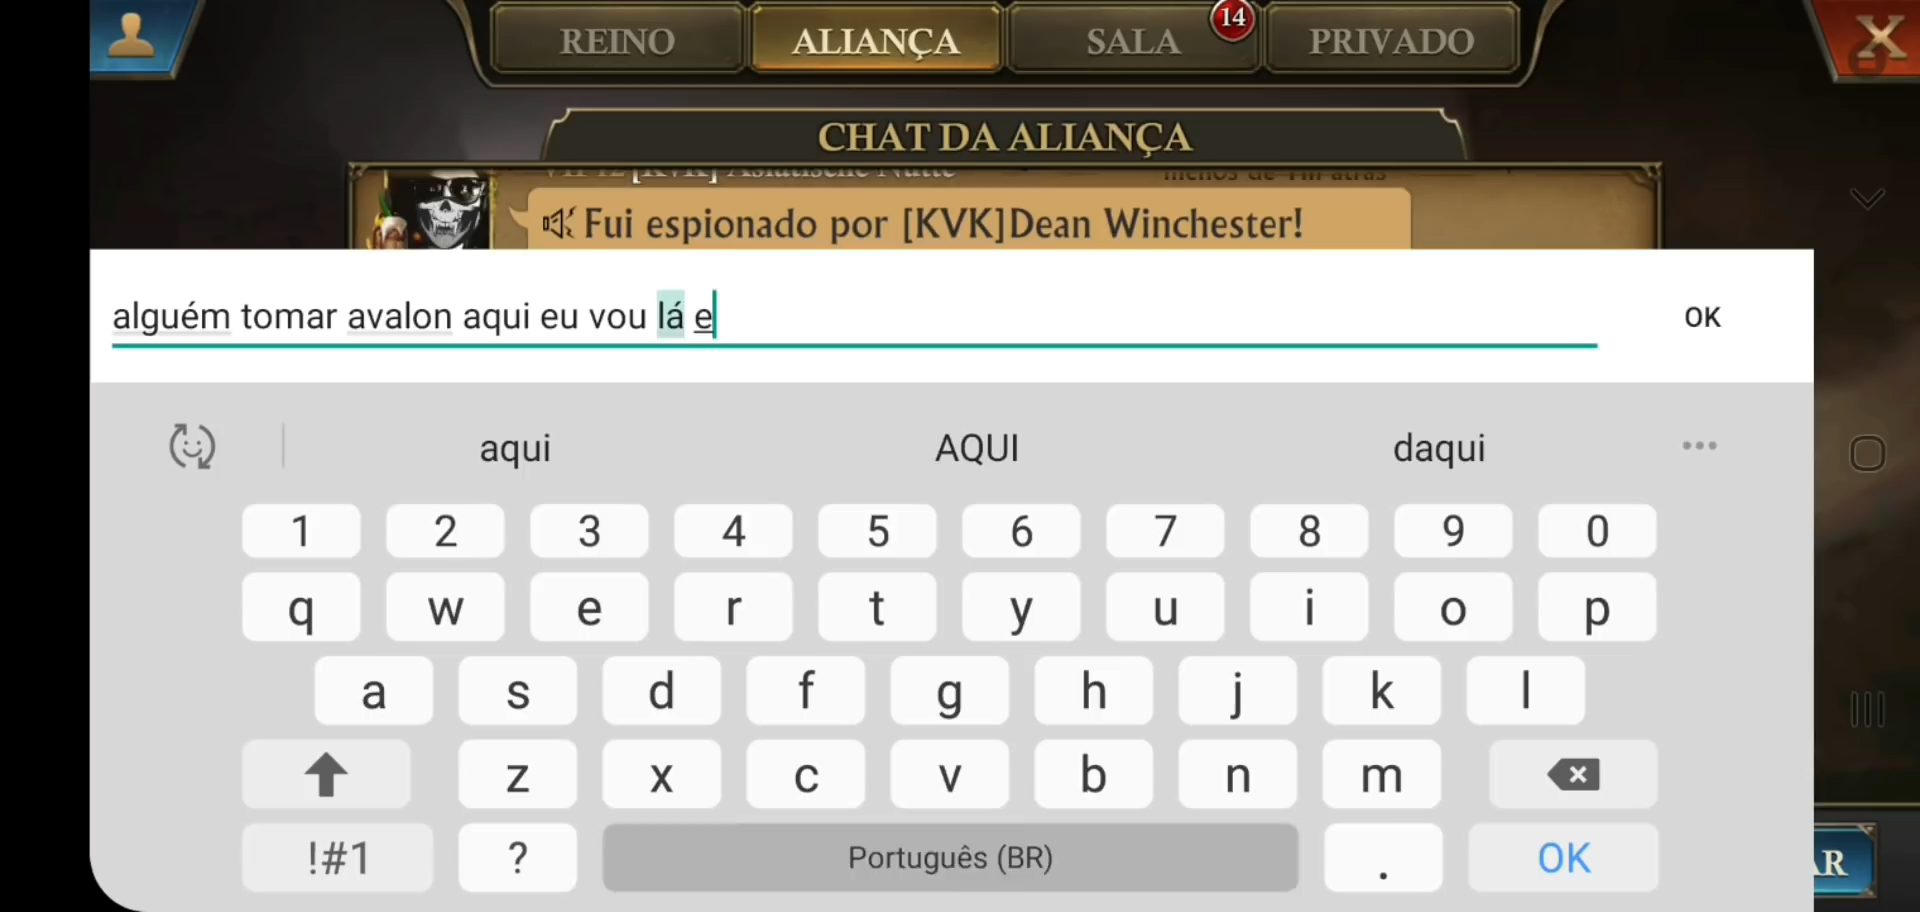 REINO
ALIANÇA
SALA
14
PRIVADO
CHAT DA ALIANÇA
Fui espionado por [KVK]Dean Winchester!
alguém tomar avalon aqui eu vou lá e
OK
aqui
AQUI
daqui
1 2 3 4 5 6 7 8 9 0
q w e r t y u i o p
a s d f g h j k l
z x c v b n m
!#1
?
Português (BR)
.
OK